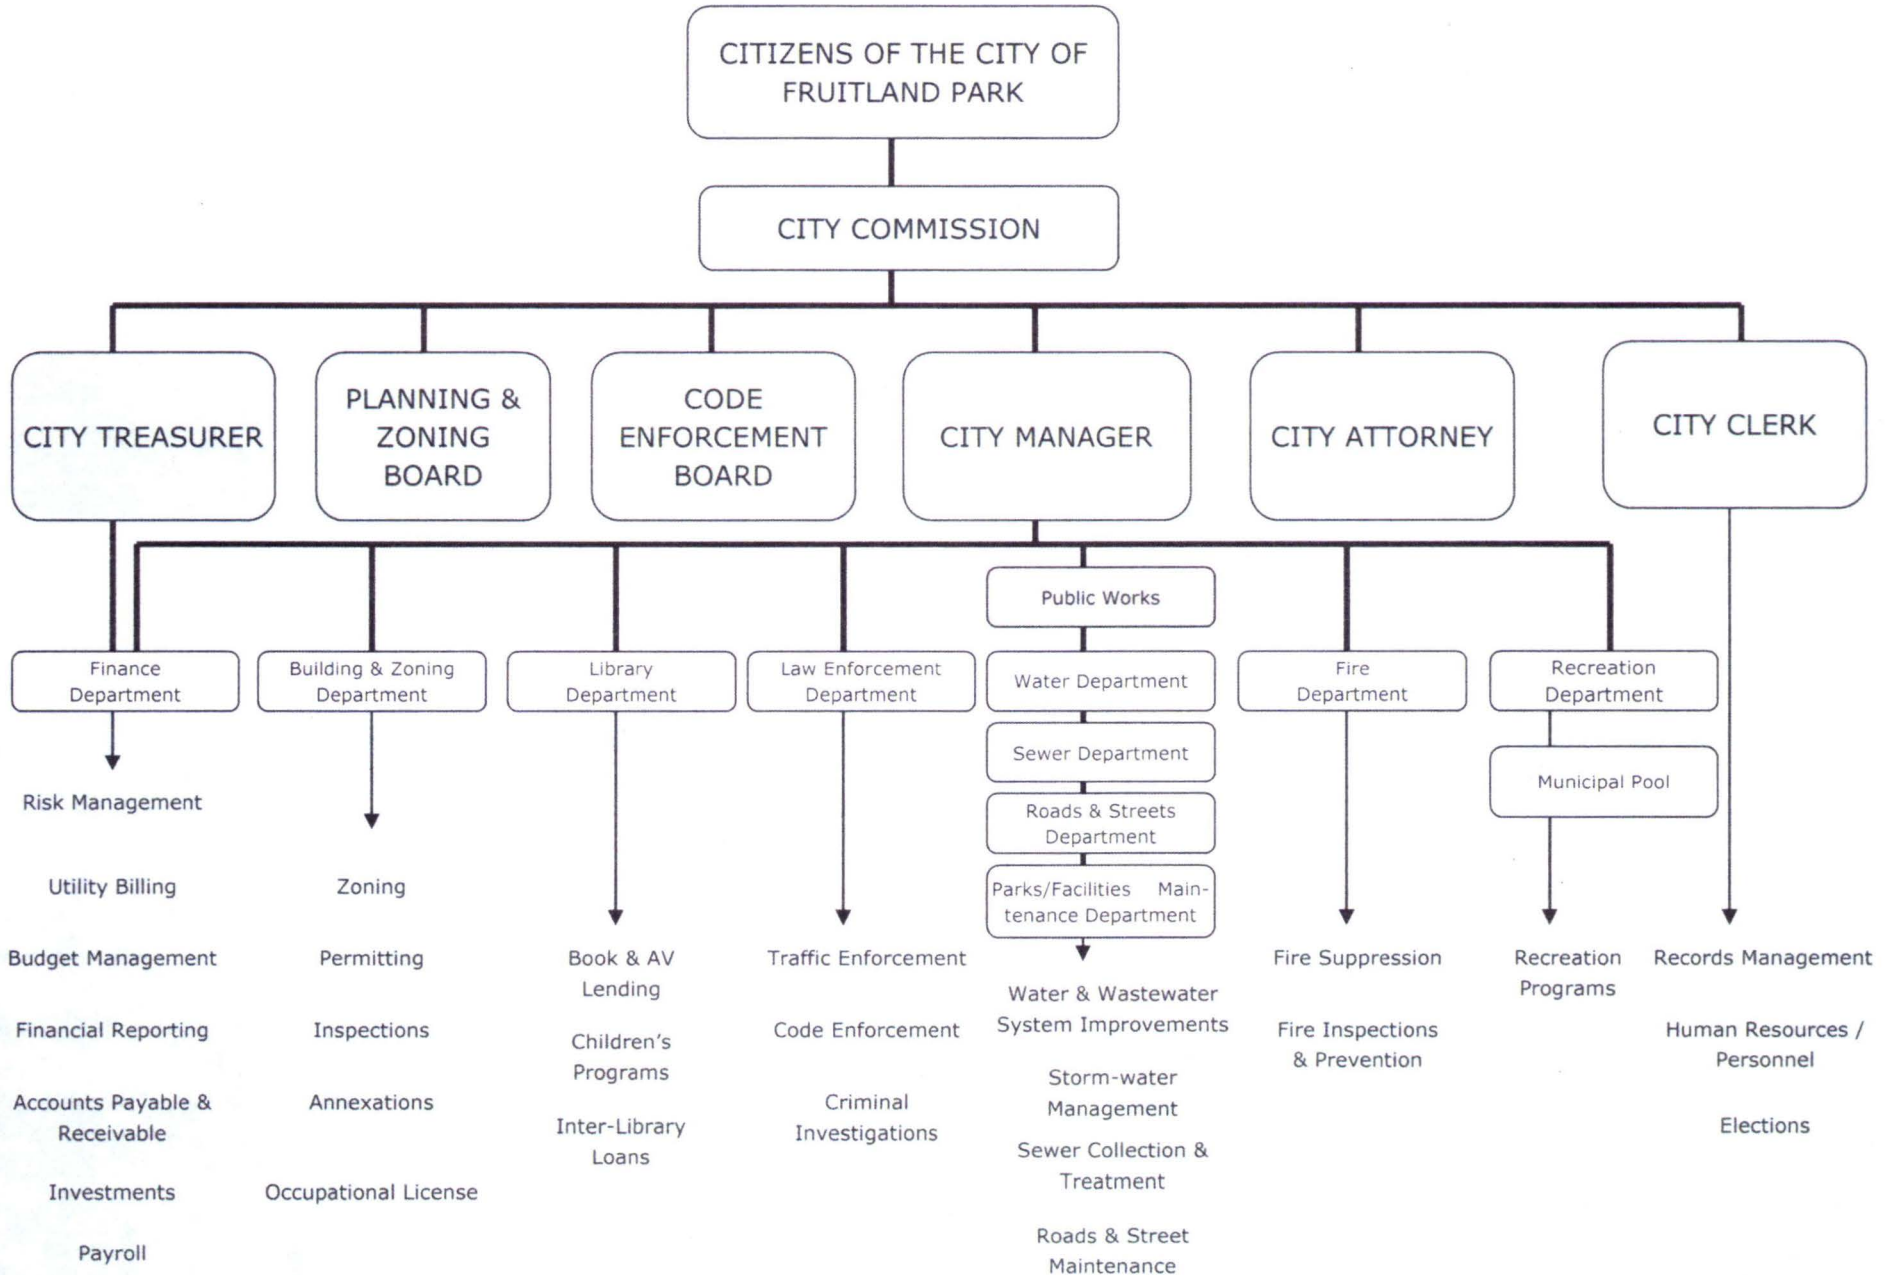 CITIZENS OF THE CITY OF
FRUITLAND PARK
CITY COMMISSION
CITY TREASURER
PLANNING &
ZONING
BOARD
CODE
ENFORCEMENT
BOARD
CITY MANAGER
CITY ATTORNEY
CITY CLERK
Public Works
Finance
Department
Building & Zoning
Department
Library
Department
Law Enforcement
Department
Water Department
Fire
Department
Recreation
Department
Sewer Department
Municipal Pool
Roads & Streets
Department
Parks/Facilities Main-
tenance Department
Risk Management
Utility Billing
Budget Management
Financial Reporting
Accounts Payable &
Receivable
Investments
Payroll
Zoning
Permitting
Inspections
Annexations
Occupational License
Book & AV
Lending
Children's
Programs
Inter-Library
Loans
Traffic Enforcement
Code Enforcement
Criminal
Investigations
Water & Wastewater
System Improvements
Storm-water
Management
Sewer Collection &
Treatment
Roads & Street
Maintenance
Fire Suppression
Fire Inspections
& Prevention
Recreation
Programs
Records Management
Human Resources /
Personnel
Elections